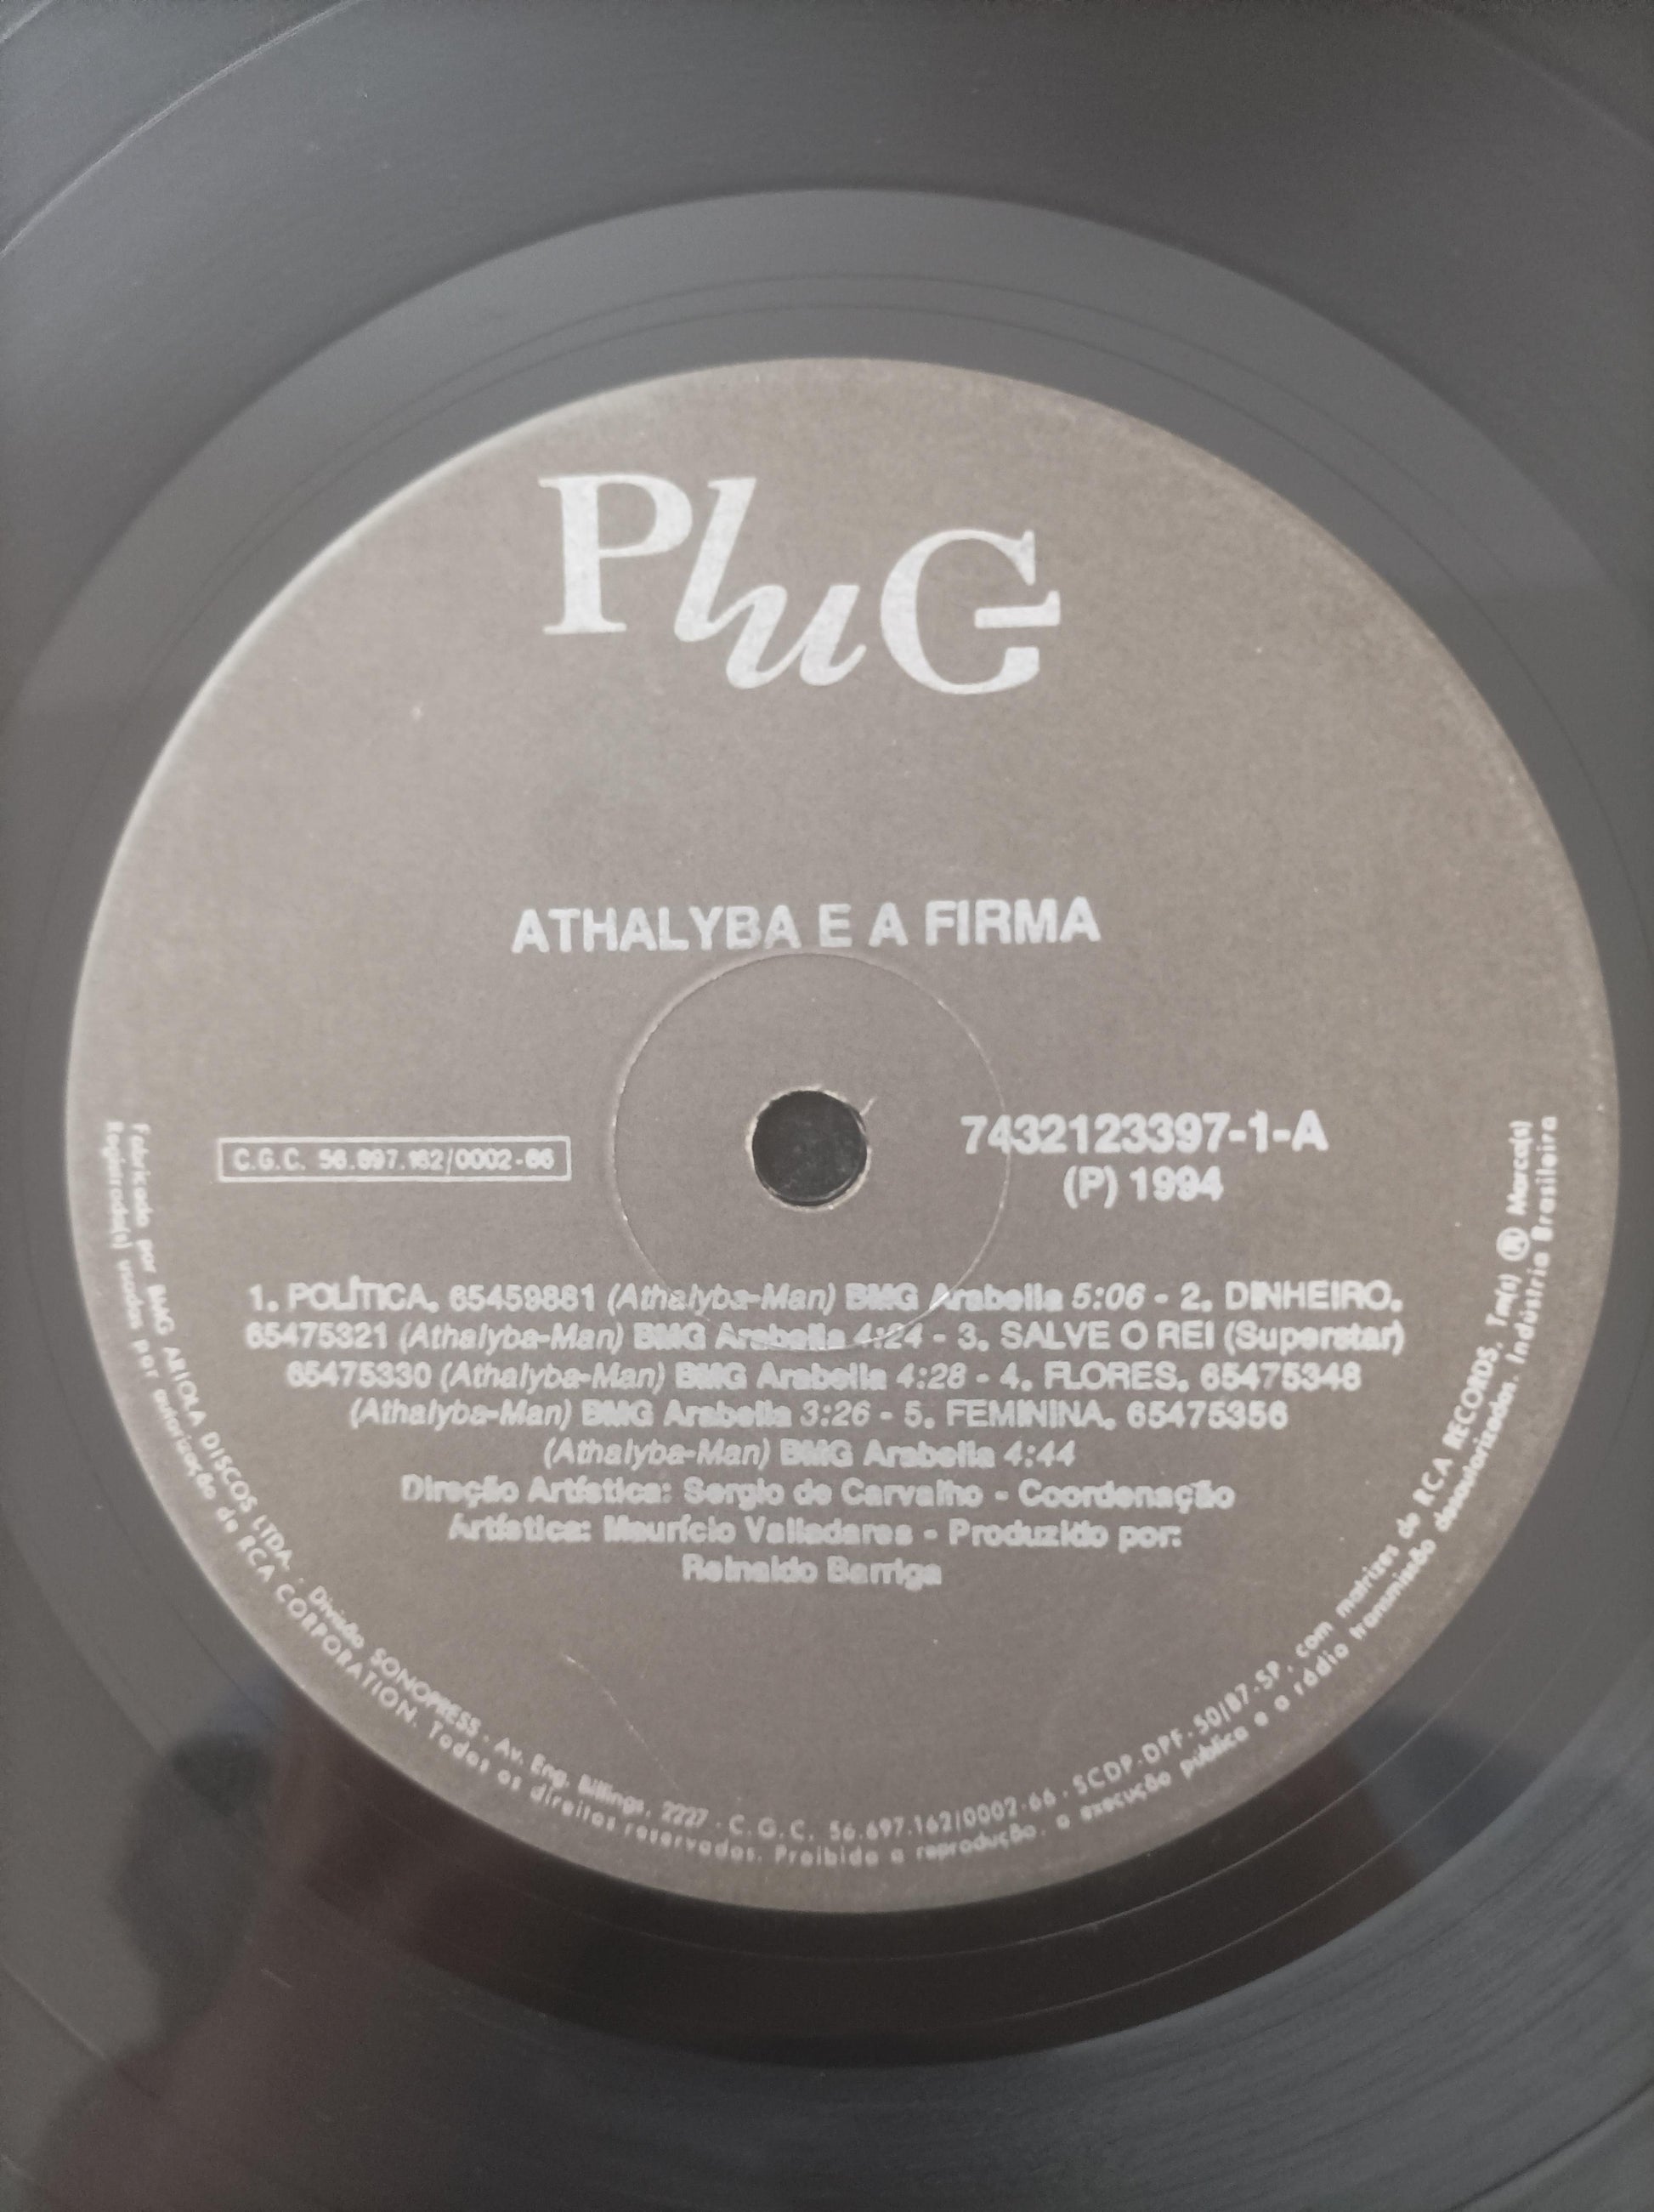 PluG
ATHALYBA E A FIRMA
C.G.C. 56.697.162/0002-66
7432123397-1-A
(P) 1994
1. POLÍTICA. 65459881 (Athalyba-Man) BMG Arabella 5:06 - 2. DINHEIRO.
65475321 (Athalyba-Man) BMG Arabella 4:24 - 3. SALVE O REI (Superstar)
65475330 (Athalyba-Man) BMG Arabella 4:28 - 4. FLORES. 65475348
(Athalyba-Man) BMG Arabella 3:26 - 5. FEMININA. 65475356
(Athalyba-Man) BMG Arabella 4:44
Direção Artística: Sergio de Carvalho - Coordenação
Artística: Maurício Valladares - Produzido por:
Reinaldo Barriga
Fabricado por BMG ARIOLA DISCOS LTDA. - Divisão SONOPRESS - Av. Eng. Billings, 2227 - C.G.C. 56.697.162/0002-66 - SCDP-DPF-50/87-SP, com matrizes de RCA RECORDS. Tm(s) ® Marca(s)
Registrada(s) usadas por autorização de RCA CORPORATION. Todos os direitos reservados. Proibida a reprodução, a execução pública e a rádio transmissão desautorizadas. Indústria Brasileira